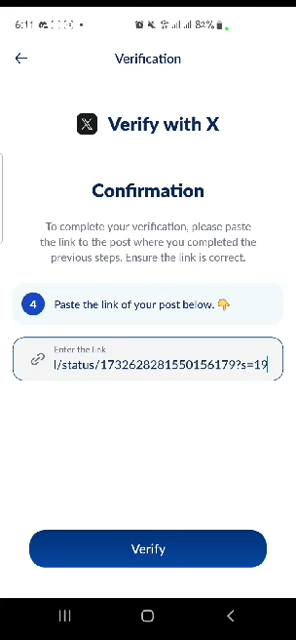 6:11
82%
Verification
Verify with X
Confirmation
To complete your verification, please paste
the link to the post where you completed the
previous steps. Ensure the link is correct.
4 Paste the link of your post below. 👇
Enter the link
l/status/1732628281550156179?s=19
Verify